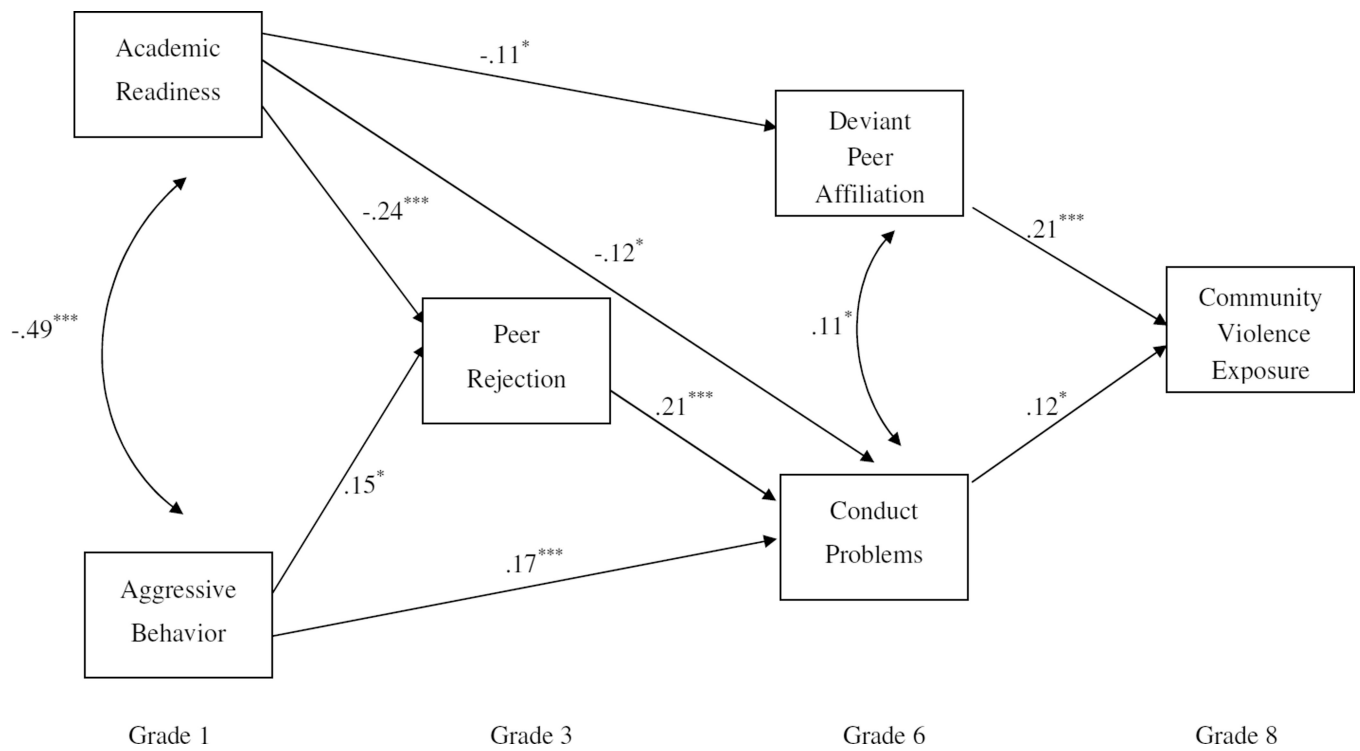 Academic
Readiness
-.11*
Deviant
Peer
Affiliation
-.24***
-.12*
.21***
Community
Violence
Exposure
-.49***
Peer
Rejection
.11*
.21***
.12*
.15*
Conduct
Problems
.17***
Aggressive
Behavior
Grade 1
Grade 3
Grade 6
Grade 8